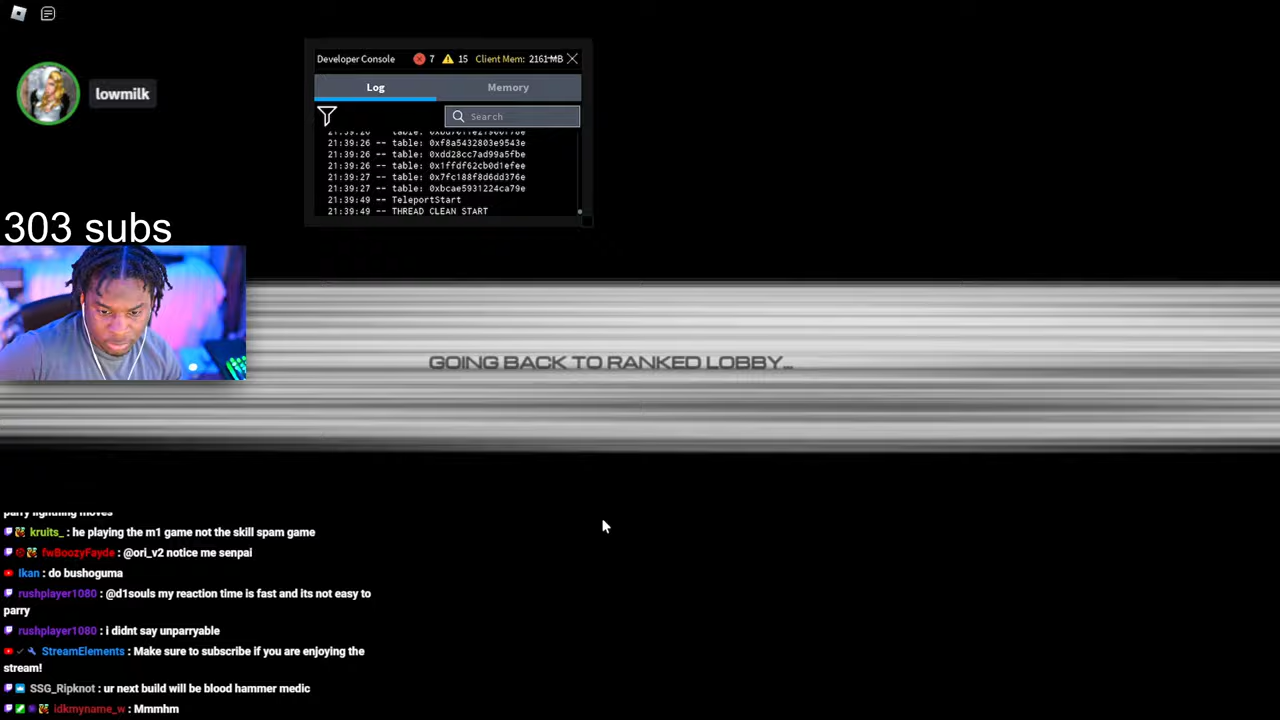 Developer Console 7 15 Client Mem: 2161 MB
lowmilk
Log Memory
Search
21:39:26 -- table: 0xf8a5432803e9543e
21:39:26 -- table: 0xdd28cc7ad99a5fbe
21:39:26 -- table: 0x1ffdf62cb0d1efee
21:39:27 -- table: 0x7fc188f8d6dd376e
21:39:27 -- table: 0xbcae5931224ca79e
21:39:49 -- TeleportStart
21:39:49 -- THREAD CLEAN START
303 subs
GOING BACK TO RANKED LOBBY...
parry lightning moves
kruits_ : he playing the m1 game not the skill spam game
fwBoozyFayde : @ori_v2 notice me senpai
Ikan : do bushoguma
rushplayer1080 : @d1souls my reaction time is fast and its not easy to
parry
rushplayer1080 : i didnt say unparryable
StreamElements : Make sure to subscribe if you are enjoying the
stream!
SSG_Ripknot : ur next build will be blood hammer medic
idkmyname_w : Mmmhm